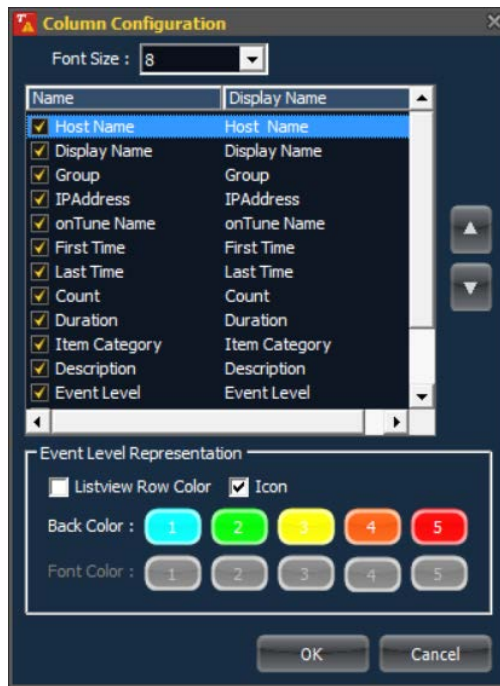 Column Configuration
Font Size : 8
Name Display Name
Host Name Host Name
Display Name Display Name
Group Group
IPAddress IPAddress
onTune Name onTune Name
First Time First Time
Last Time Last Time
Count Count
Duration Duration
Item Category Item Category
Description Description
Event Level Event Level
Event Level Representation
Listview Row Color Icon
Back Color : 1 2 3 4 5
Font Color : 1 2 3 4 5
OK Cancel